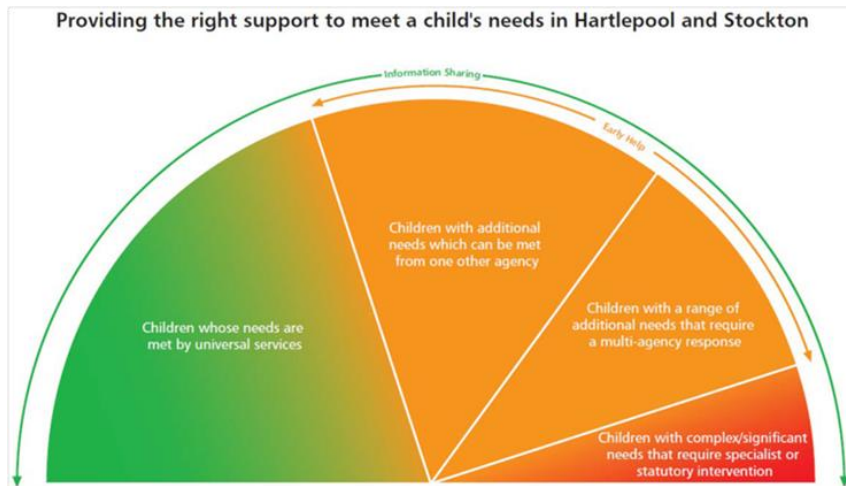 Providing the right support to meet a child's needs in Hartlepool and Stockton
Information Sharing
Early Help
Children with additional
needs which can be met
from one other agency
Children whose needs are
met by universal services
Children with a range of
additional needs that require
a multi-agency response
Children with complex/significant
needs that require specialist or
statutory intervention